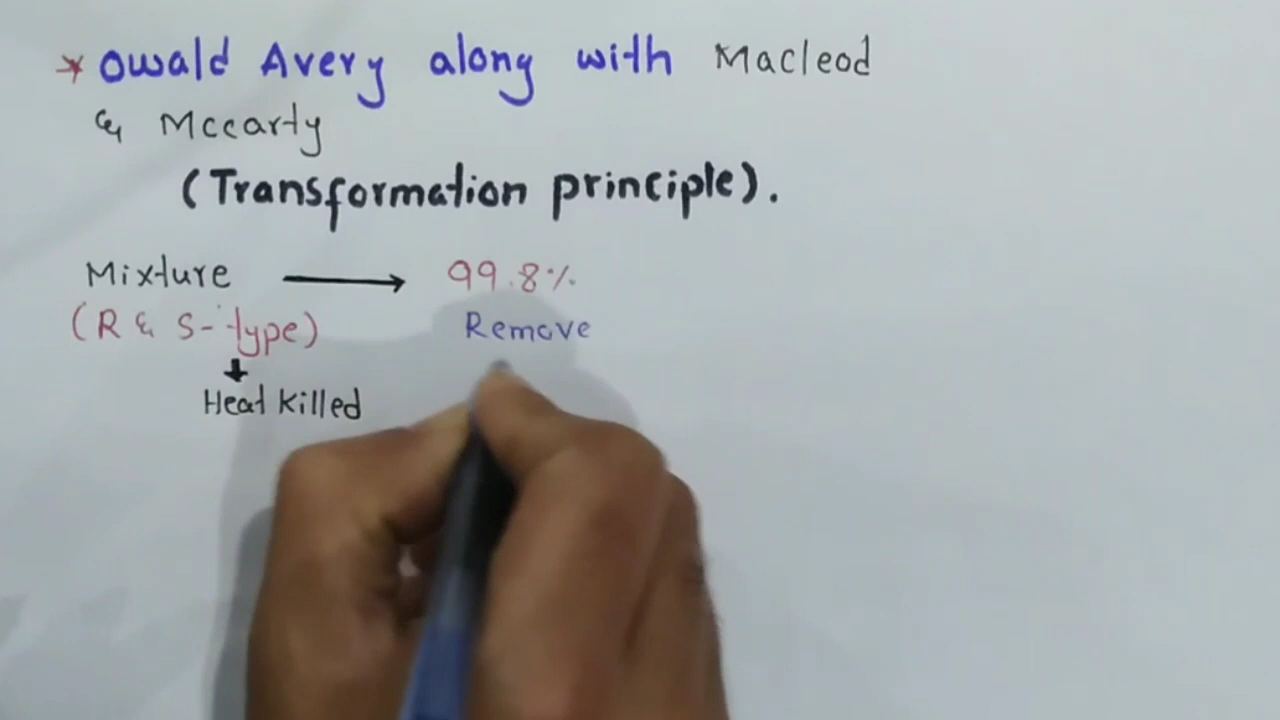 * Owald Avery along with Macleod
& Mccarty
(Transformation principle).
Mixture → 99.8%
(R & S-type) Remove
↓
Heat Killed